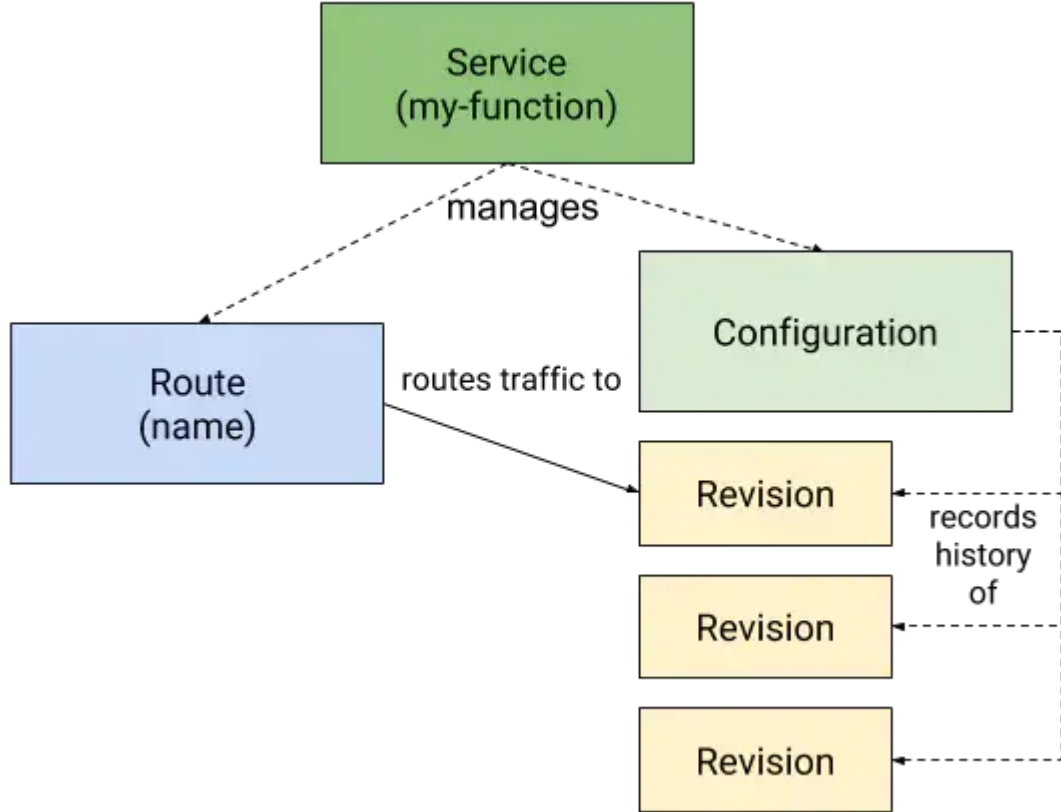 Service
(my-function)
manages
Configuration
Route
(name)
routes traffic to
Revision
records
history
of
Revision
Revision